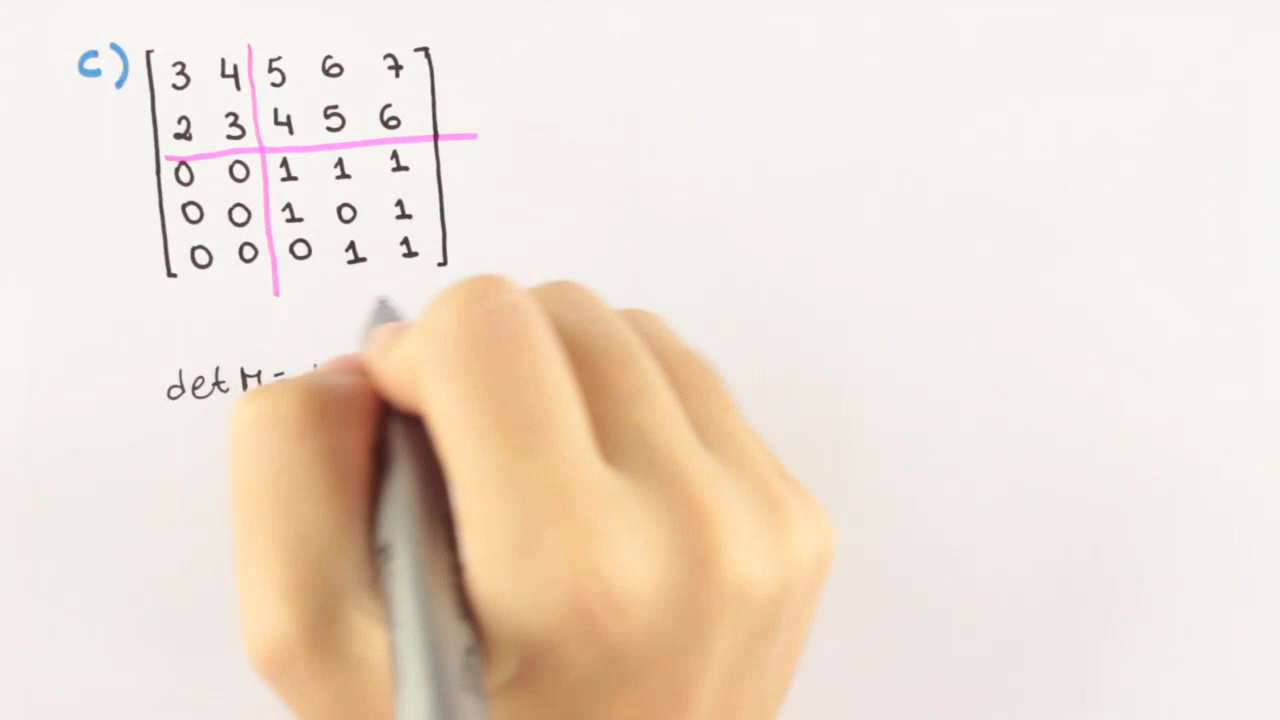 c) 3 4 5 6 7
2 3 4 5 6
0 0 1 1 1
0 0 1 0 1
0 0 0 1 1
det M =